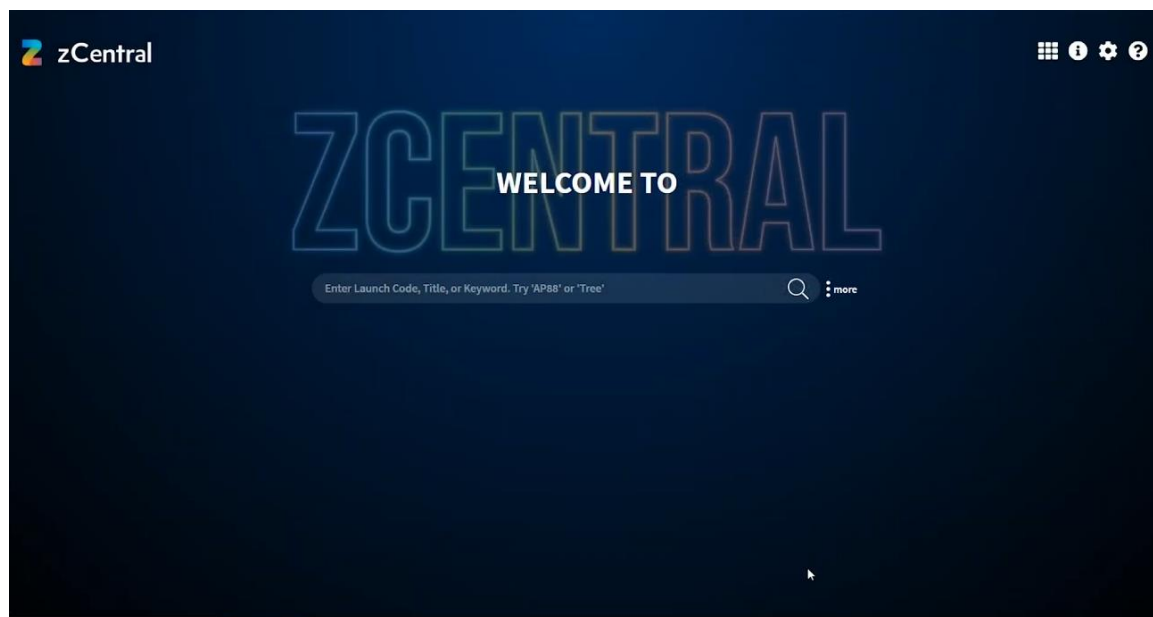 zCentral
ZCENTRAL
WELCOME TO
Enter Launch Code, Title, or Keyword. Try 'AP88' or 'Tree'
more